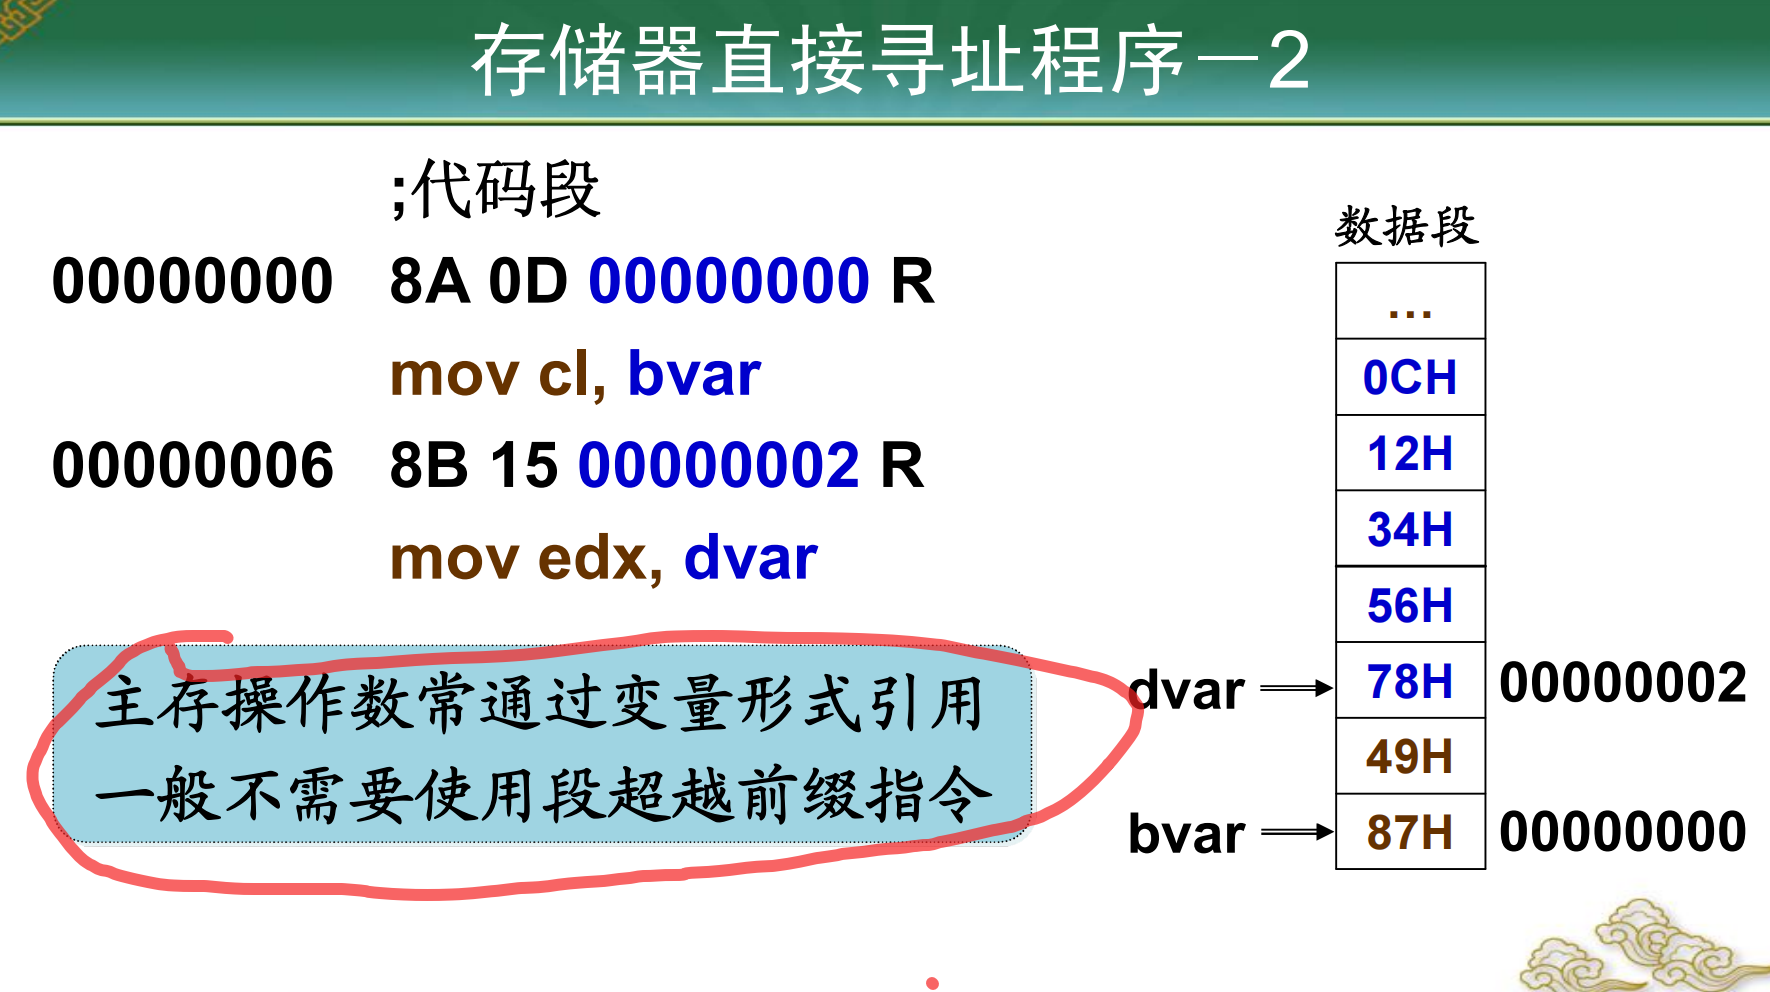 存储器直接寻址程序－2
;代码段
00000000 8A 0D 00000000 R
mov cl, bvar
00000006 8B 15 00000002 R
mov edx, dvar
主存操作数常通过变量形式引用
一般不需要使用段超越前缀指令
数据段
…
0CH
12H
34H
56H
dvar 78H 00000002
49H
bvar 87H 00000000